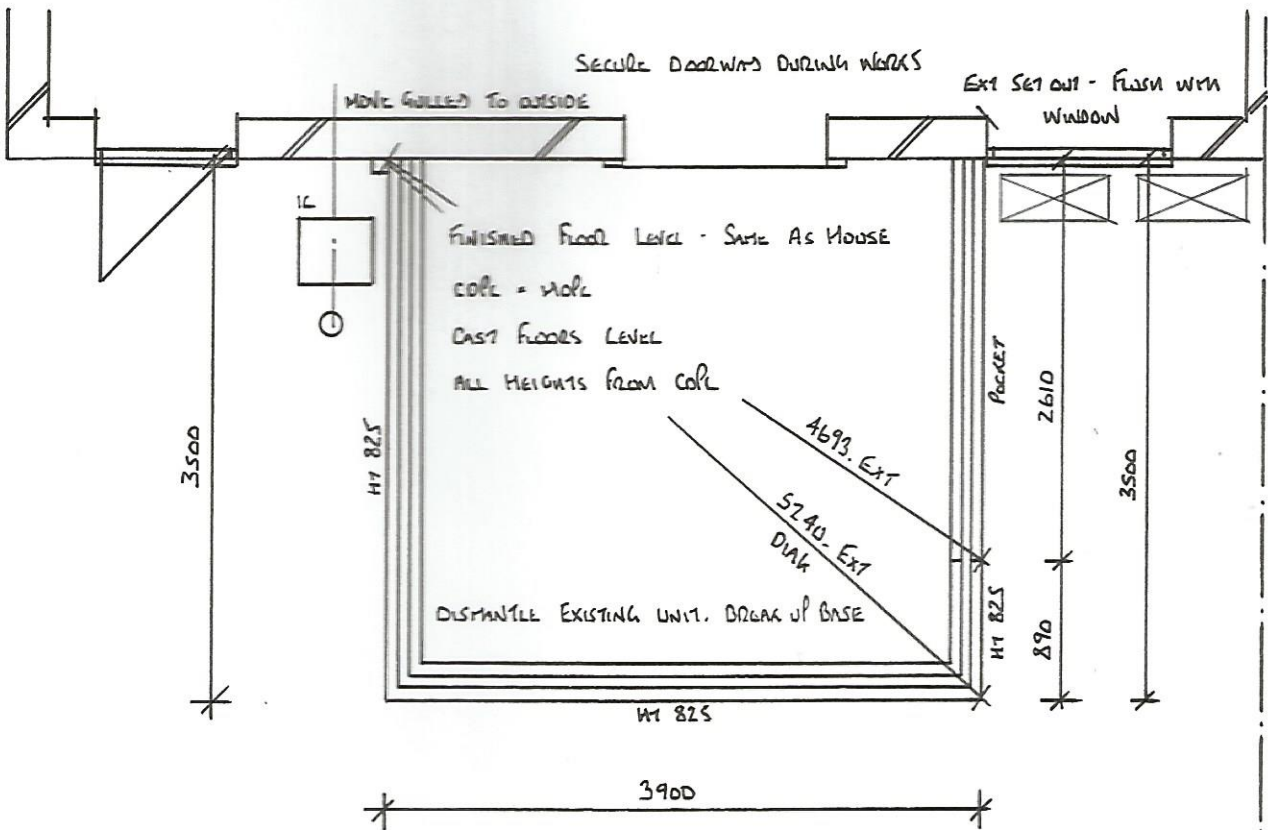 SECURE DOORWAY DURING WORKS
MOVE GULLEY TO OUTSIDE
EXT SET OUT - FLUSH WITH
WINDOW
IC
FINISHED FLOOR LEVEL - SAME AS HOUSE
COPL = HOPL
CAST FLOORS LEVEL
ALL HEIGHTS FROM COPL
3500
HT 825
4693. EXT
5240. EXT
DIAG
POCKET
2610
3500
DISMANTLE EXISTING UNIT. BREAK UP BASE
HT 825
890
HT 825
3900